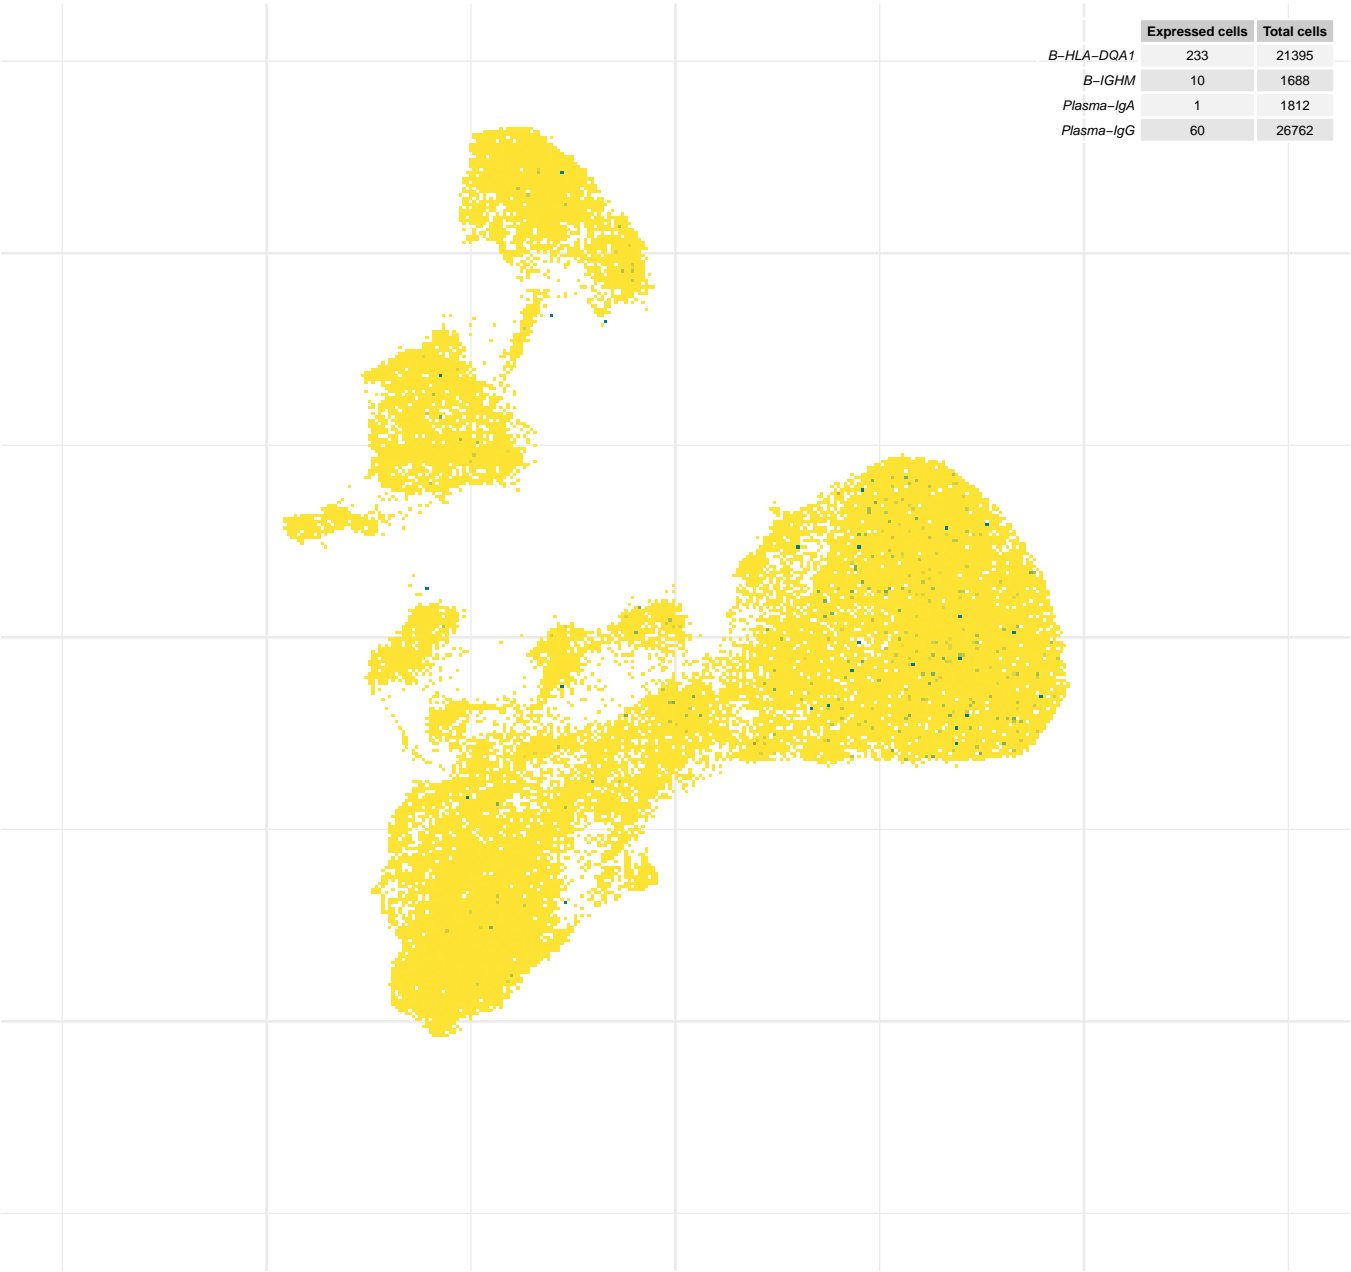 Expressed cells Total cells
B−HLA−DQA1 233 21395
B−IGHM 10 1688
Plasma−IgA 1 1812
Plasma−IgG 60 26762